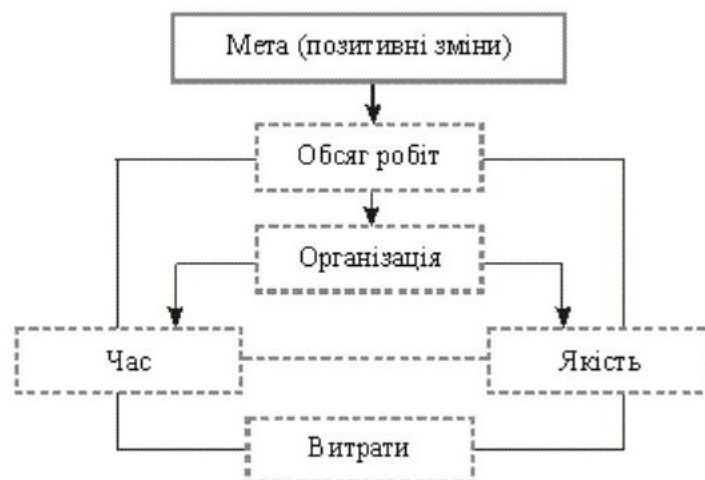 Мета (позитивні зміни)
Обсяг робіт
Організація
Час
Якість
Витрати